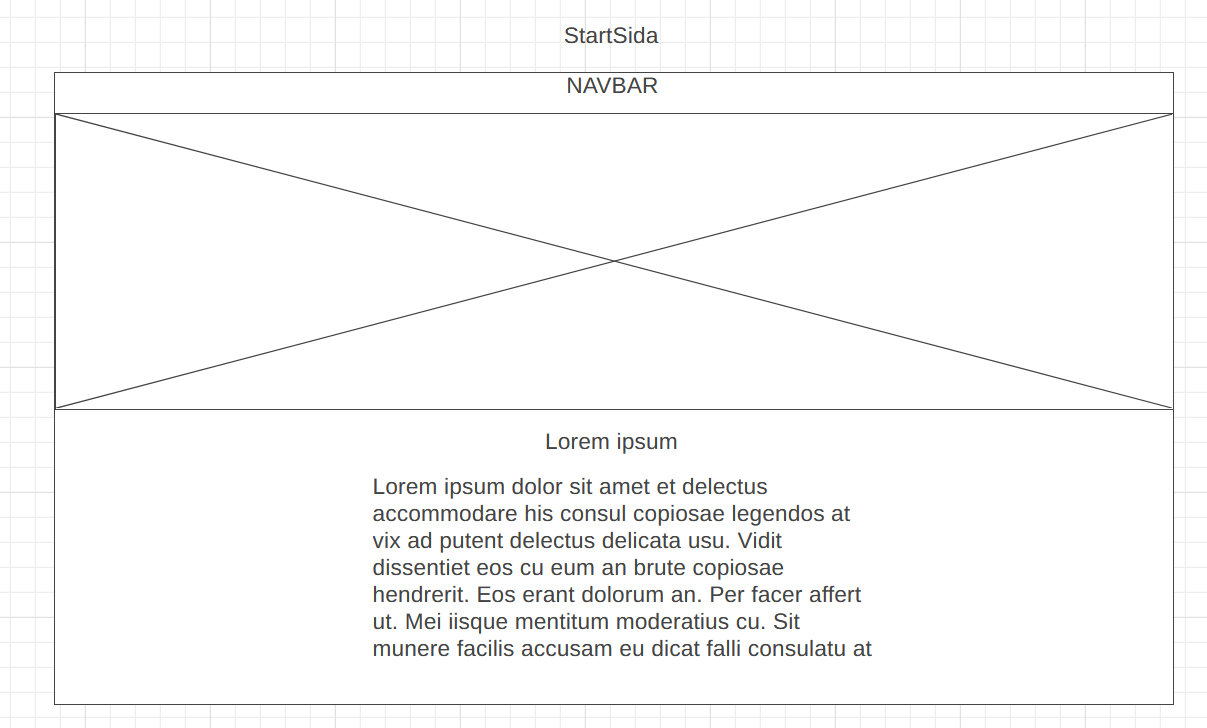 StartSida
NAVBAR
Lorem ipsum
Lorem ipsum dolor sit amet et delectus
accommodare his consul copiosae legendos at
vix ad putent delectus delicata usu. Vidit
dissentiet eos cu eum an brute copiosae
hendrerit. Eos erant dolorum an. Per facer affert
ut. Mei iisque mentitum moderatius cu. Sit
munere facilis accusam eu dicat falli consulatu at